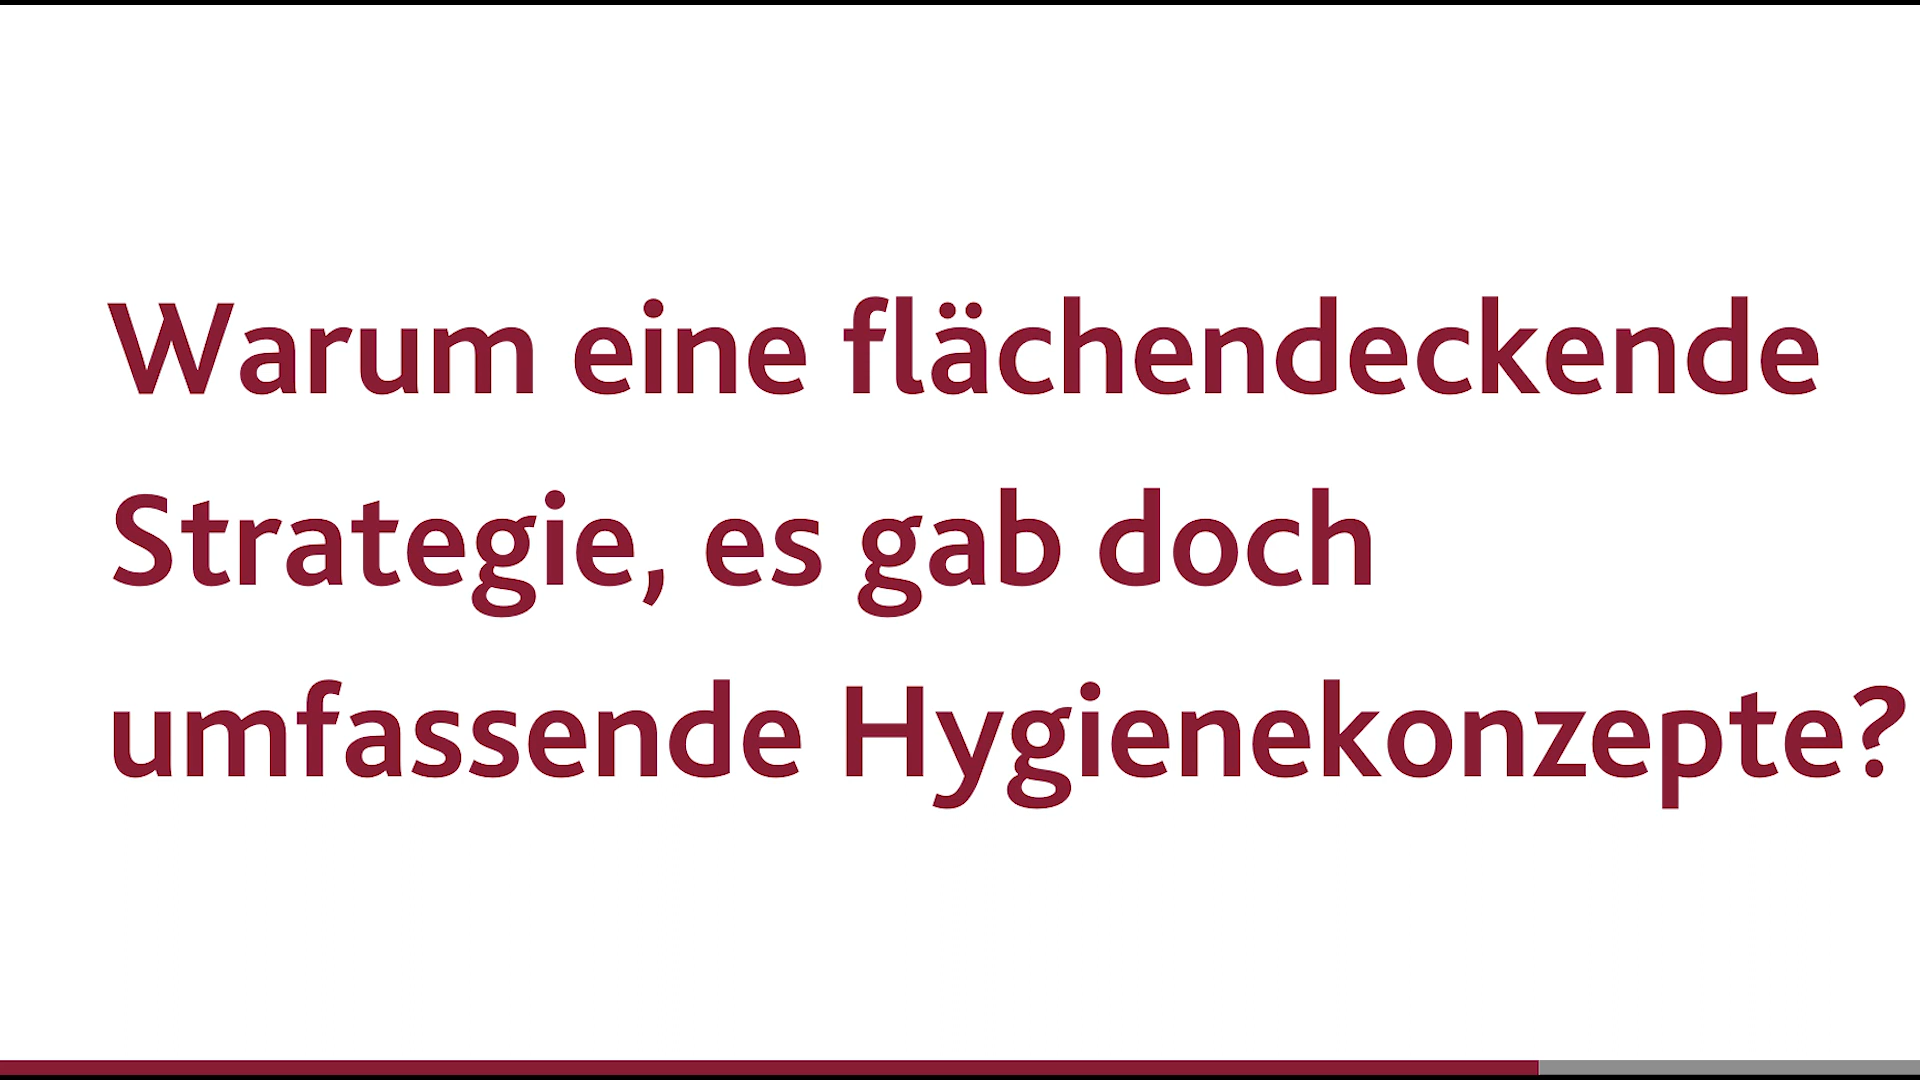 Warum eine flächendeckende
Strategie, es gab doch
umfassende Hygienekonzepte?